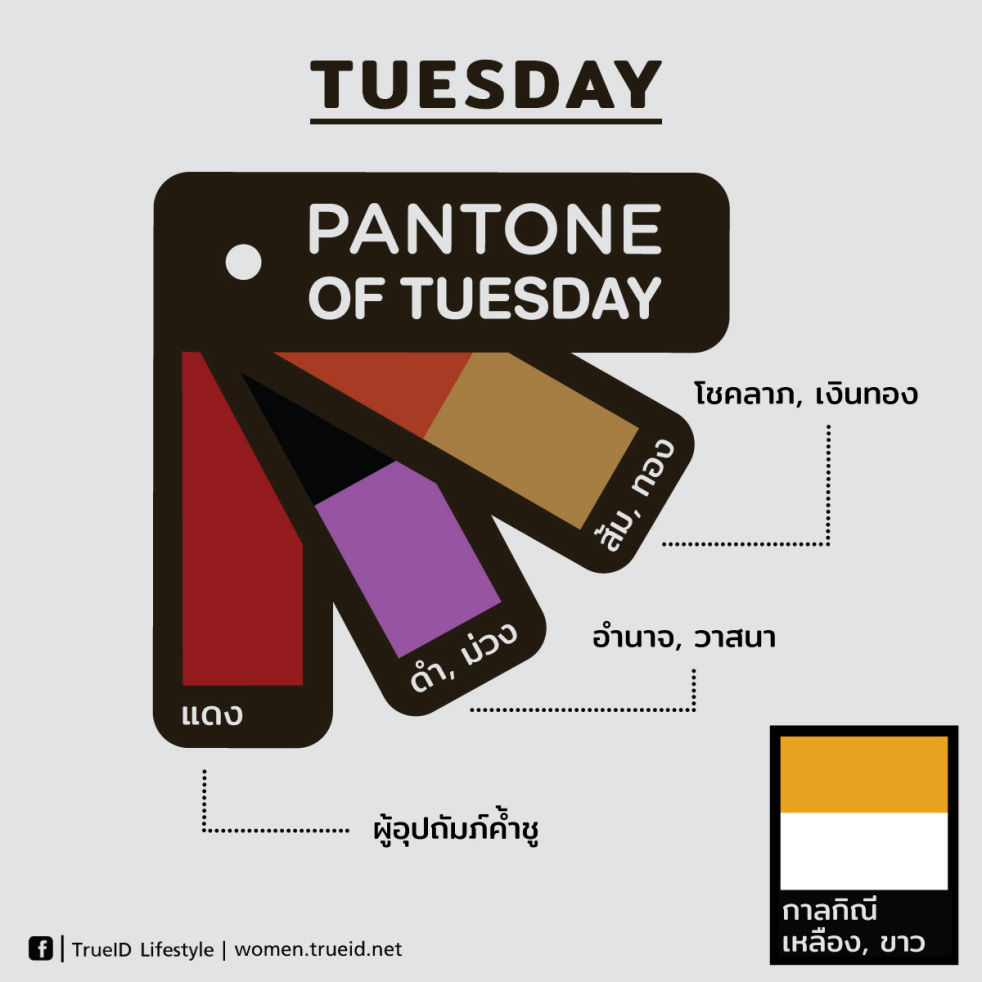 TUESDAY
PANTONE
OF TUESDAY
โชคลาภ, เงินทอง
ส้ม, ทอง
อำนาจ, วาสนา
ดำ, ม่วง
แดง
ผู้อุปถัมภ์ค้ำชู
กาลกิณี
เหลือง, ขาว
f | TrueID Lifestyle | women.trueid.net